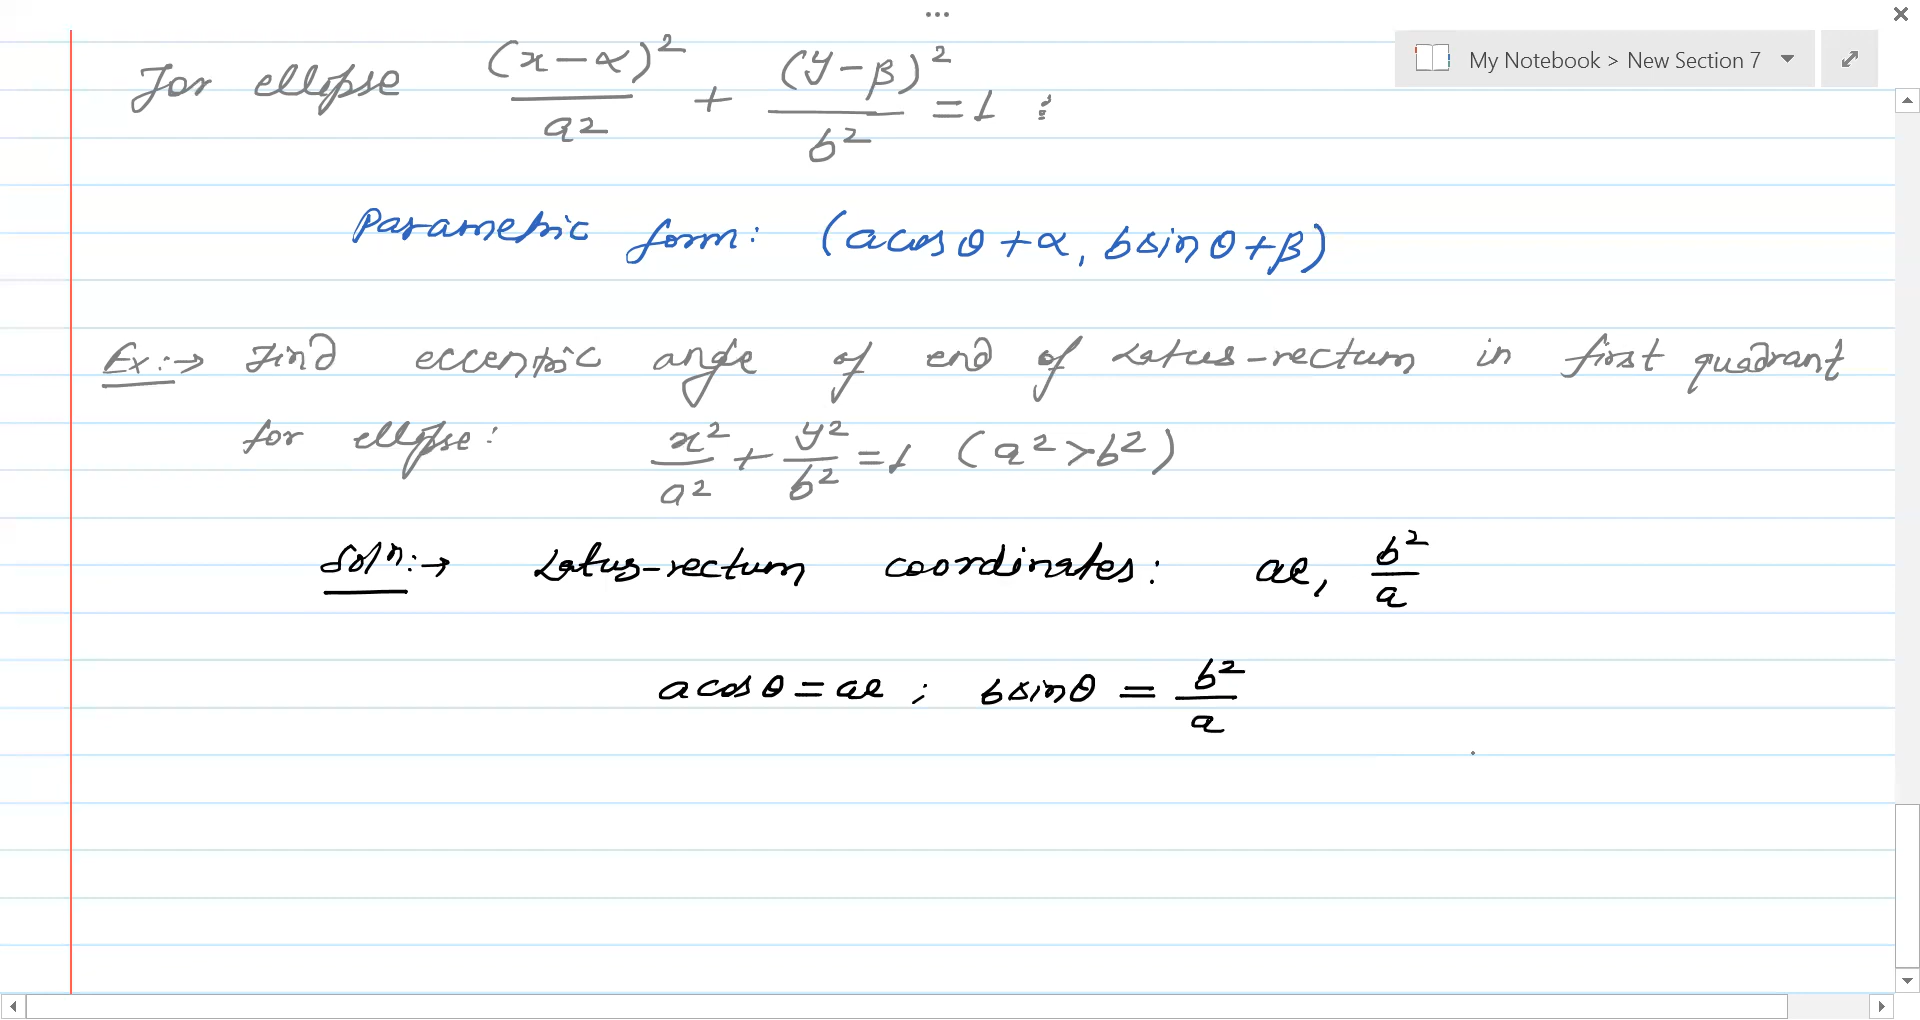 My Notebook > New Section 7
For ellipse (x-α)²/a² + (y-β)²/b² = 1 :
Parametric form: (a cos θ + α, b sin θ + β)
Ex:→ Find eccentric angle of end of Latus-rectum in first quadrant
for ellipse: x²/a² + y²/b² = 1 (a² > b²)
Solⁿ:→ Latus-rectum coordinates: ae, b²/a
a cos θ = ae ; b sin θ = b²/a